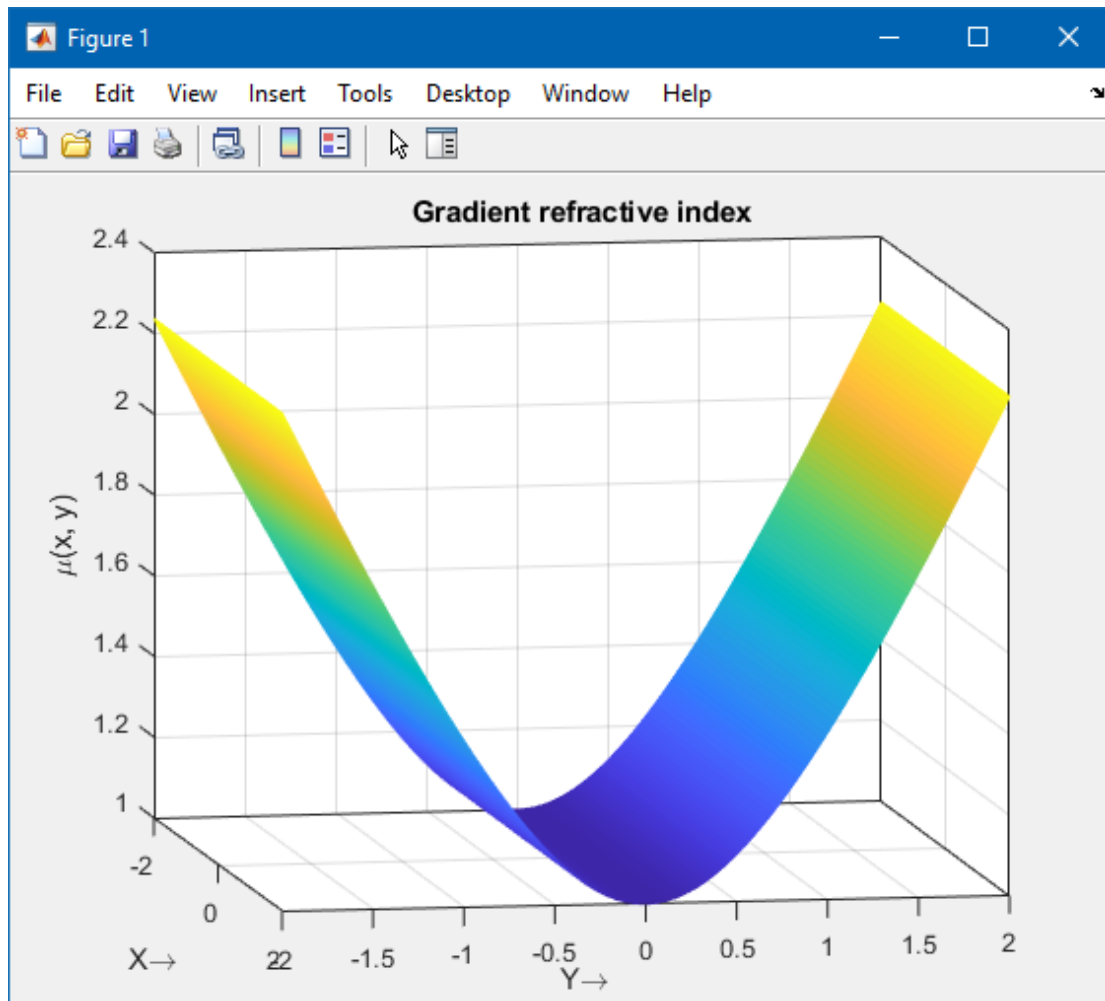 Figure 1
File Edit View Insert Tools Desktop Window Help
Gradient refractive index
2.4
2.2
2
1.8
1.6
1.4
1.2
1
μ(x, y)
-2
0
22
X→
-1.5 -1 -0.5 0 0.5 1 1.5 2
Y→